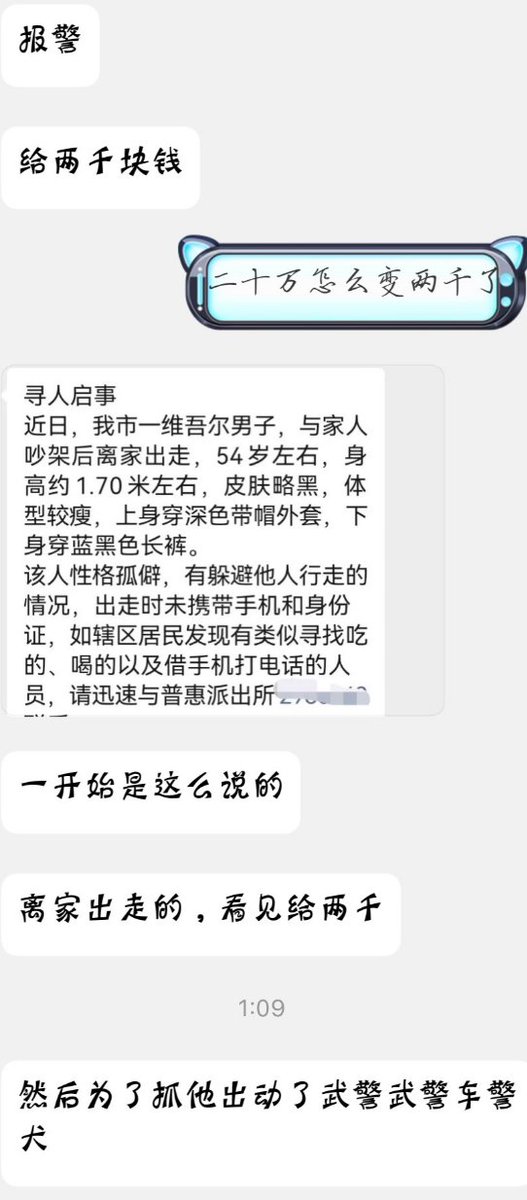 报警
给两千块钱
二十万怎么变两千了
寻人启事
近日，我市一维吾尔男子，与家人
吵架后离家出走，54岁左右，身
高约1.70米左右，皮肤略黑，体
型较瘦，上身穿深色带帽外套，下
身穿蓝黑色长裤。
该人性格孤僻，有躲避他人行走的
情况，出走时未携带手机和身份
证，如辖区居民发现有类似寻找吃
的、喝的以及借手机打电话的人
员，请迅速与普惠派出所
一开始是这么说的
离家出走的，看见给两千
1:09
然后为了抓他出动了武警武警车警
犬